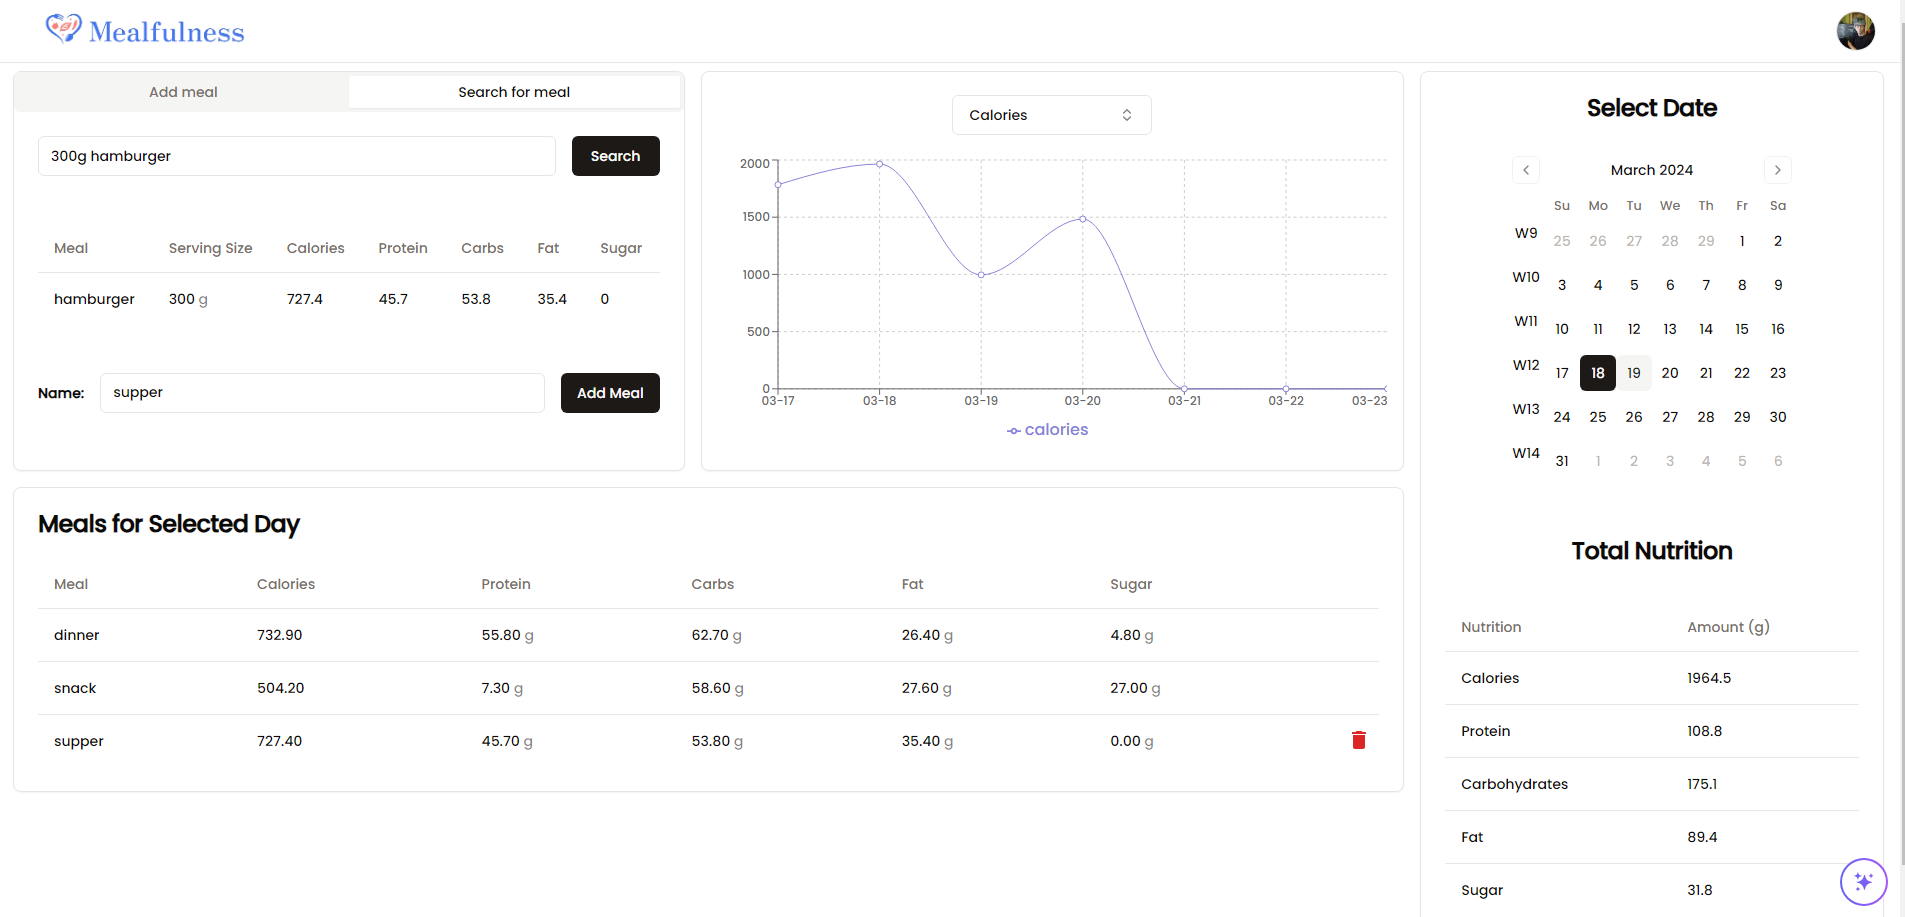 Mealfulness
Add meal
Search for meal
300g hamburger
Search
Meal Serving Size Calories Protein Carbs Fat Sugar
hamburger 300 g 727.4 45.7 53.8 35.4 0
Name:
supper
Add Meal
Calories
2000
1500
1000
500
0
03-17 03-18 03-19 03-20 03-21 03-22 03-23
calories
Meals for Selected Day
Meal Calories Protein Carbs Fat Sugar
dinner 732.90 55.80 g 62.70 g 26.40 g 4.80 g
snack 504.20 7.30 g 58.60 g 27.60 g 27.00 g
supper 727.40 45.70 g 53.80 g 35.40 g 0.00 g
Select Date
March 2024
Su Mo Tu We Th Fr Sa
W9 25 26 27 28 29 1 2
W10 3 4 5 6 7 8 9
W11 10 11 12 13 14 15 16
W12 17 18 19 20 21 22 23
W13 24 25 26 27 28 29 30
W14 31 1 2 3 4 5 6
Total Nutrition
Nutrition Amount (g)
Calories 1964.5
Protein 108.8
Carbohydrates 175.1
Fat 89.4
Sugar 31.8